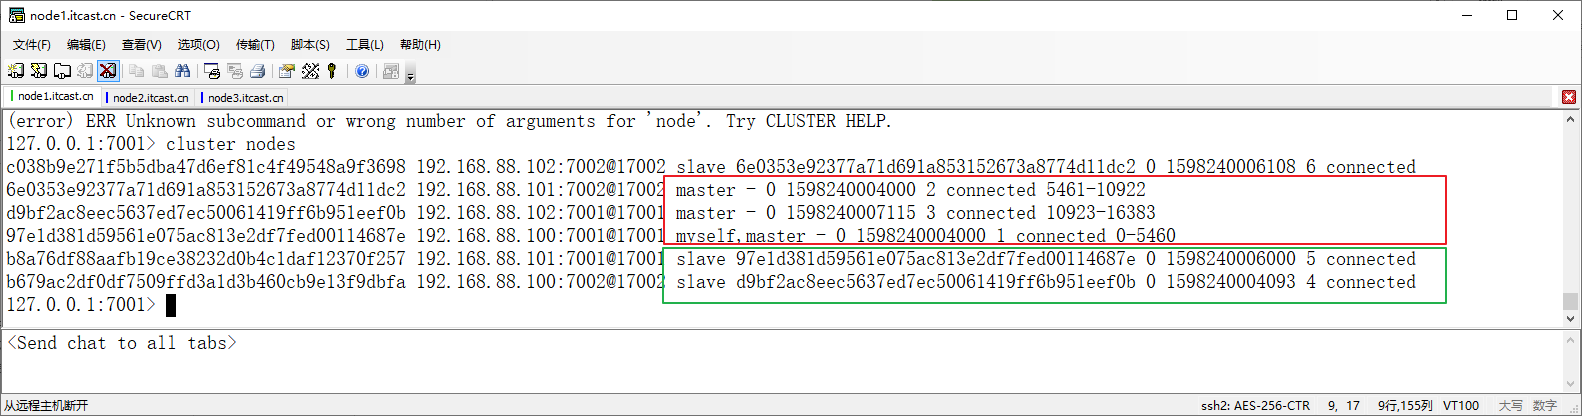 node1.itcast.cn - SecureCRT
文件(F) 编辑(E) 查看(V) 选项(O) 传输(T) 脚本(S) 工具(L) 帮助(H)
node1.itcast.cn node2.itcast.cn node3.itcast.cn
(error) ERR Unknown subcommand or wrong number of arguments for 'node'. Try CLUSTER HELP.
127.0.0.1:7001> cluster nodes
c038b9e271f5b5dba47d6ef81c4f49548a9f3698 192.168.88.102:7002@17002 slave 6e0353e92377a71d691a853152673a8774d11dc2 0 1598240006108 6 connected
6e0353e92377a71d691a853152673a8774d11dc2 192.168.88.101:7002@17002 master - 0 1598240004000 2 connected 5461-10922
d9bf2ac8eec5637ed7ec50061419ff6b951eef0b 192.168.88.102:7001@17001 master - 0 1598240007115 3 connected 10923-16383
97e1d381d59561e075ac813e2df7fed00114687e 192.168.88.100:7001@17001 myself,master - 0 1598240004000 1 connected 0-5460
b8a76df88aafb19ce38232d0b4c1daf12370f257 192.168.88.101:7001@17001 slave 97e1d381d59561e075ac813e2df7fed00114687e 0 1598240006000 5 connected
b679ac2df0df7509ffd3a1d3b460cb9e13f9dbfa 192.168.88.100:7002@17002 slave d9bf2ac8eec5637ed7ec50061419ff6b951eef0b 0 1598240004093 4 connected
127.0.0.1:7001>
<Send chat to all tabs>
从远程主机断开 ssh2: AES-256-CTR 9, 17 9行,155列 VT100 大写 数字